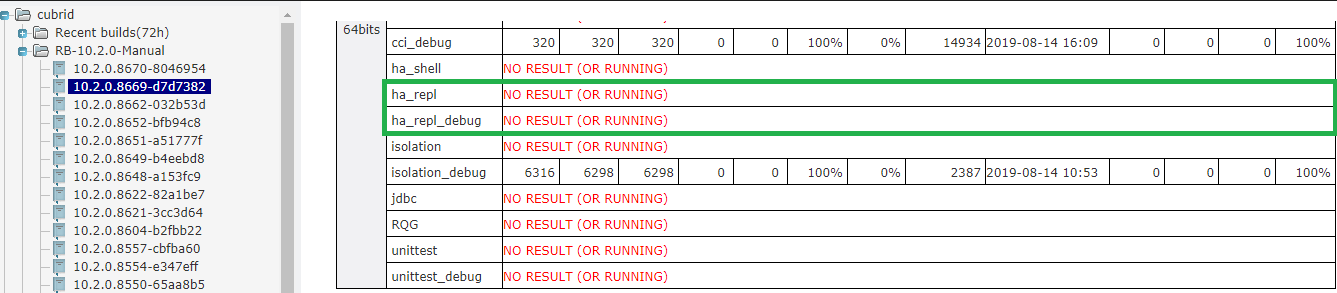 cubrid
Recent builds(72h)
RB-10.2.0-Manual
10.2.0.8670-8046954
10.2.0.8669-d7d7382
10.2.0.8662-032b53d
10.2.0.8652-bfb94c8
10.2.0.8651-a51777f
10.2.0.8649-b4eebd8
10.2.0.8648-a153fc9
10.2.0.8622-82a1be7
10.2.0.8621-3cc3d64
10.2.0.8604-b2fbb22
10.2.0.8557-cbfba60
10.2.0.8554-e347eff
10.2.0.8550-65aa8b5
64bits
cci_debug 320 320 320 0 0 100% 0% 14934 2019-08-14 16:09 0 0 0 100%
ha_shell NO RESULT (OR RUNNING)
ha_repl NO RESULT (OR RUNNING)
ha_repl_debug NO RESULT (OR RUNNING)
isolation NO RESULT (OR RUNNING)
isolation_debug 6316 6298 6298 0 0 100% 0% 2387 2019-08-14 10:53 0 0 0 100%
jdbc NO RESULT (OR RUNNING)
RQG NO RESULT (OR RUNNING)
unittest NO RESULT (OR RUNNING)
unittest_debug NO RESULT (OR RUNNING)